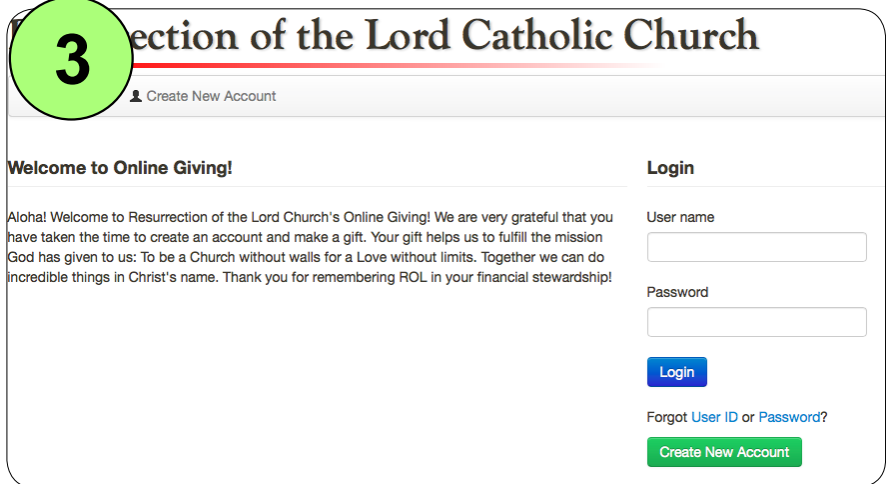 3
ection of the Lord Catholic Church
Create New Account
Welcome to Online Giving!
Aloha! Welcome to Resurrection of the Lord Church's Online Giving! We are very grateful that you
have taken the time to create an account and make a gift. Your gift helps us to fulfill the mission
God has given to us: To be a Church without walls for a Love without limits. Together we can do
incredible things in Christ's name. Thank you for remembering ROL in your financial stewardship!
Login
User name
Password
Login
Forgot User ID or Password?
Create New Account